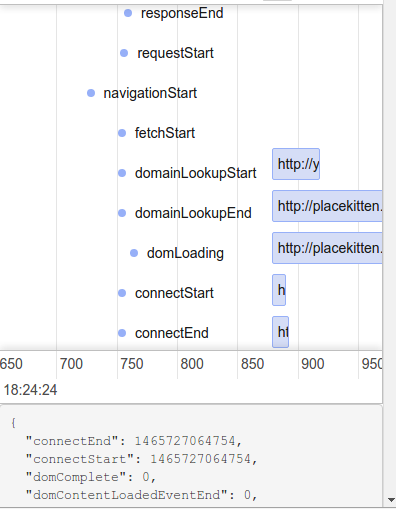 responseEnd
requestStart
navigationStart
fetchStart
domainLookupStart http://y
domainLookupEnd http://placekitten.
domLoading http://placekitten.
connectStart h
connectEnd ht
650 700 750 800 850 900 950
18:24:24
{
"connectEnd": 1465727064754,
"connectStart": 1465727064754,
"domComplete": 0,
"domContentLoadedEventEnd": 0,